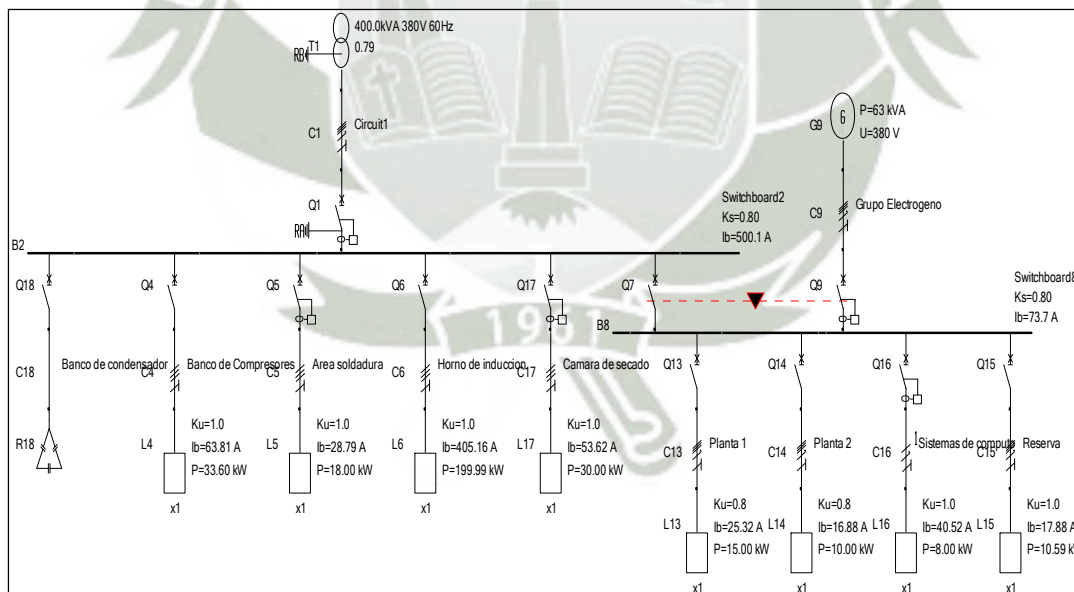 400.0kVA 380V 60Hz
T1
0.79
RB
C1
Circuit1
Q1
RA
G9
G
P=63 kVA
U=380 V
C9
Grupo Electrogeno
Switchboard2
Ks=0.80
Ib=500.1 A
B2
Q18
Q4
Q5
Q6
Q17
Q7
Q9
Switchboard8
Ks=0.80
Ib=73.7 A
1961
B8
C18
Banco de condensador
C4
Banco de Compresores
C5
Area soldadura
C6
Horno de induccion
C17
Camara de secado
Q13
Q14
Q16
Q15
R18
L4
Ku=1.0
Ib=63.81 A
P=33.60 kW
x1
L5
Ku=1.0
Ib=28.79 A
P=18.00 kW
x1
L6
Ku=1.0
Ib=405.16 A
P=199.99 kW
x1
L17
Ku=1.0
Ib=53.62 A
P=30.00 kW
x1
C13
Planta 1
C14
Planta 2
C16
1
Sistemas de computo
C15
Reserva
L13
Ku=0.8
Ib=25.32 A
P=15.00 kW
x1
L14
Ku=0.8
Ib=16.88 A
P=10.00 kW
x1
L16
Ku=1.0
Ib=40.52 A
P=8.00 kW
x1
L15
Ku=1.0
Ib=17.88 A
P=10.59 kW
x1